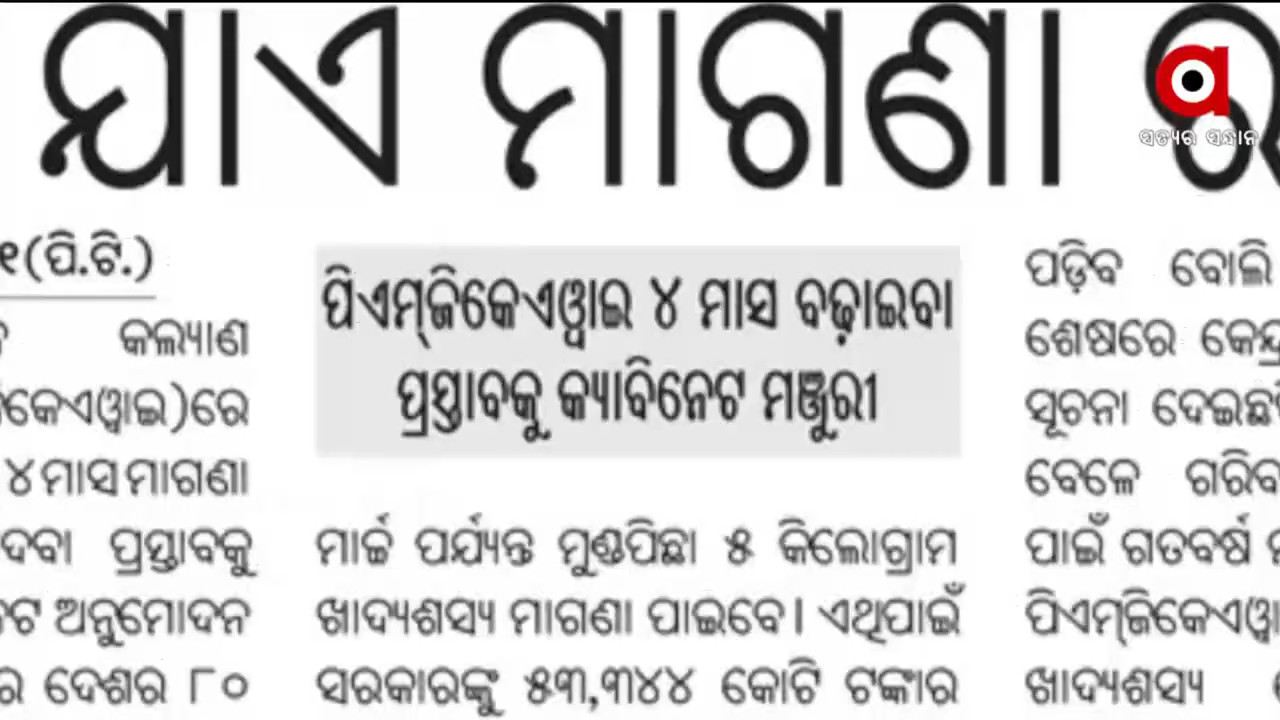 ଯାଏ ମାଗଣା
ସତ୍ୟର ସନ୍ଧାନ
୧(ପି.ଟି.)
କଲ୍ୟାଣ
କେଏୱାଇ)ରେ
୪ ମାସ ମାଗଣା
ଦେବା ପ୍ରସ୍ତାବକୁ
ଅନୁମୋଦନ
ଦେଶର ୮୦
ପିଏମ୍‌ଜିକେଏୱାଇ ୪ ମାସ ବଢ଼ାଇବା
ପ୍ରସ୍ତାବକୁ କ୍ୟାବିନେଟ ମଞ୍ଜୁରୀ
ମାର୍ଚ୍ଚ ପର୍ଯ୍ୟନ୍ତ ମୁଣ୍ଡପିଛା ୫ କିଲୋଗ୍ରାମ
ଖାଦ୍ୟଶସ୍ୟ ମାଗଣା ପାଇବେ। ଏଥିପାଇଁ
ସରକାରଙ୍କୁ ୫୩,୩୪୪ କୋଟି ଟଙ୍କାର
ପଡ଼ିବ ବୋଲି
ଶେଷରେ
ସୂଚନା
ବେଳେ
ପାଇଁ ଗତବର୍ଷ
ପିଏମ୍‌ଜିକେଏୱା
ଖାଦ୍ୟଶସ୍ୟ